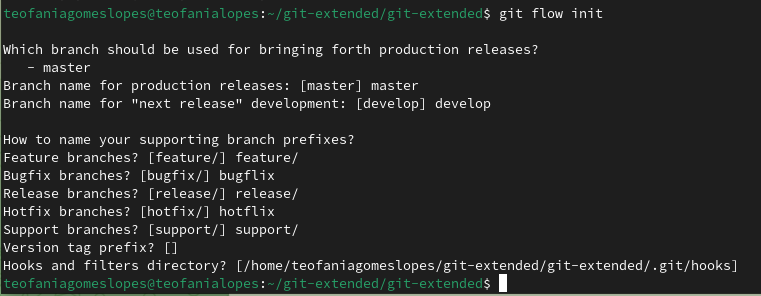 teofaniagomeslopes@teofanialopes:~/git-extended/git-extended$ git flow init
Which branch should be used for bringing forth production releases?
- master
Branch name for production releases: [master] master
Branch name for "next release" development: [develop] develop
How to name your supporting branch prefixes?
Feature branches? [feature/] feature/
Bugfix branches? [bugfix/] bugflix
Release branches? [release/] release/
Hotfix branches? [hotfix/] hotflix
Support branches? [support/] support/
Version tag prefix? []
Hooks and filters directory? [/home/teofaniagomeslopes/git-extended/git-extended/.git/hooks]
teofaniagomeslopes@teofanialopes:~/git-extended/git-extended$